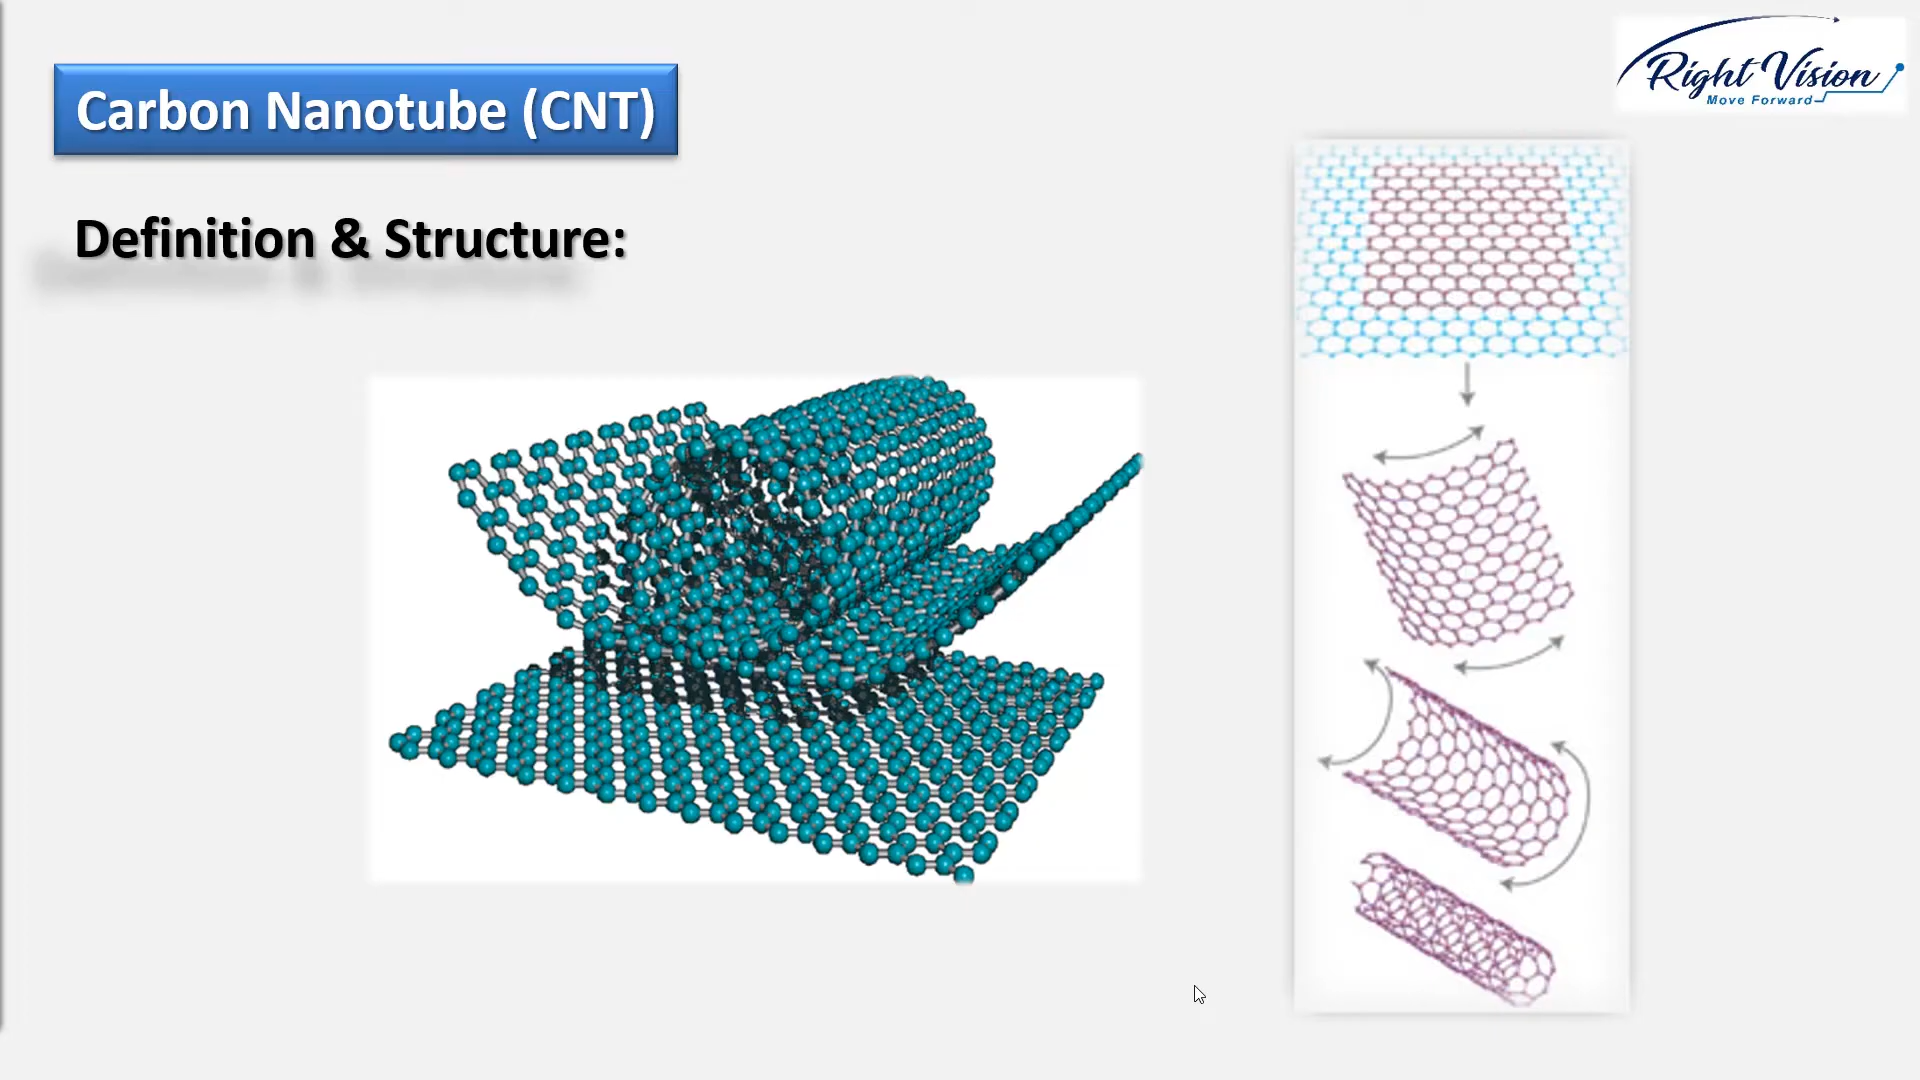 Carbon Nanotube (CNT)
Right Vision
Move Forward
Definition & Structure: